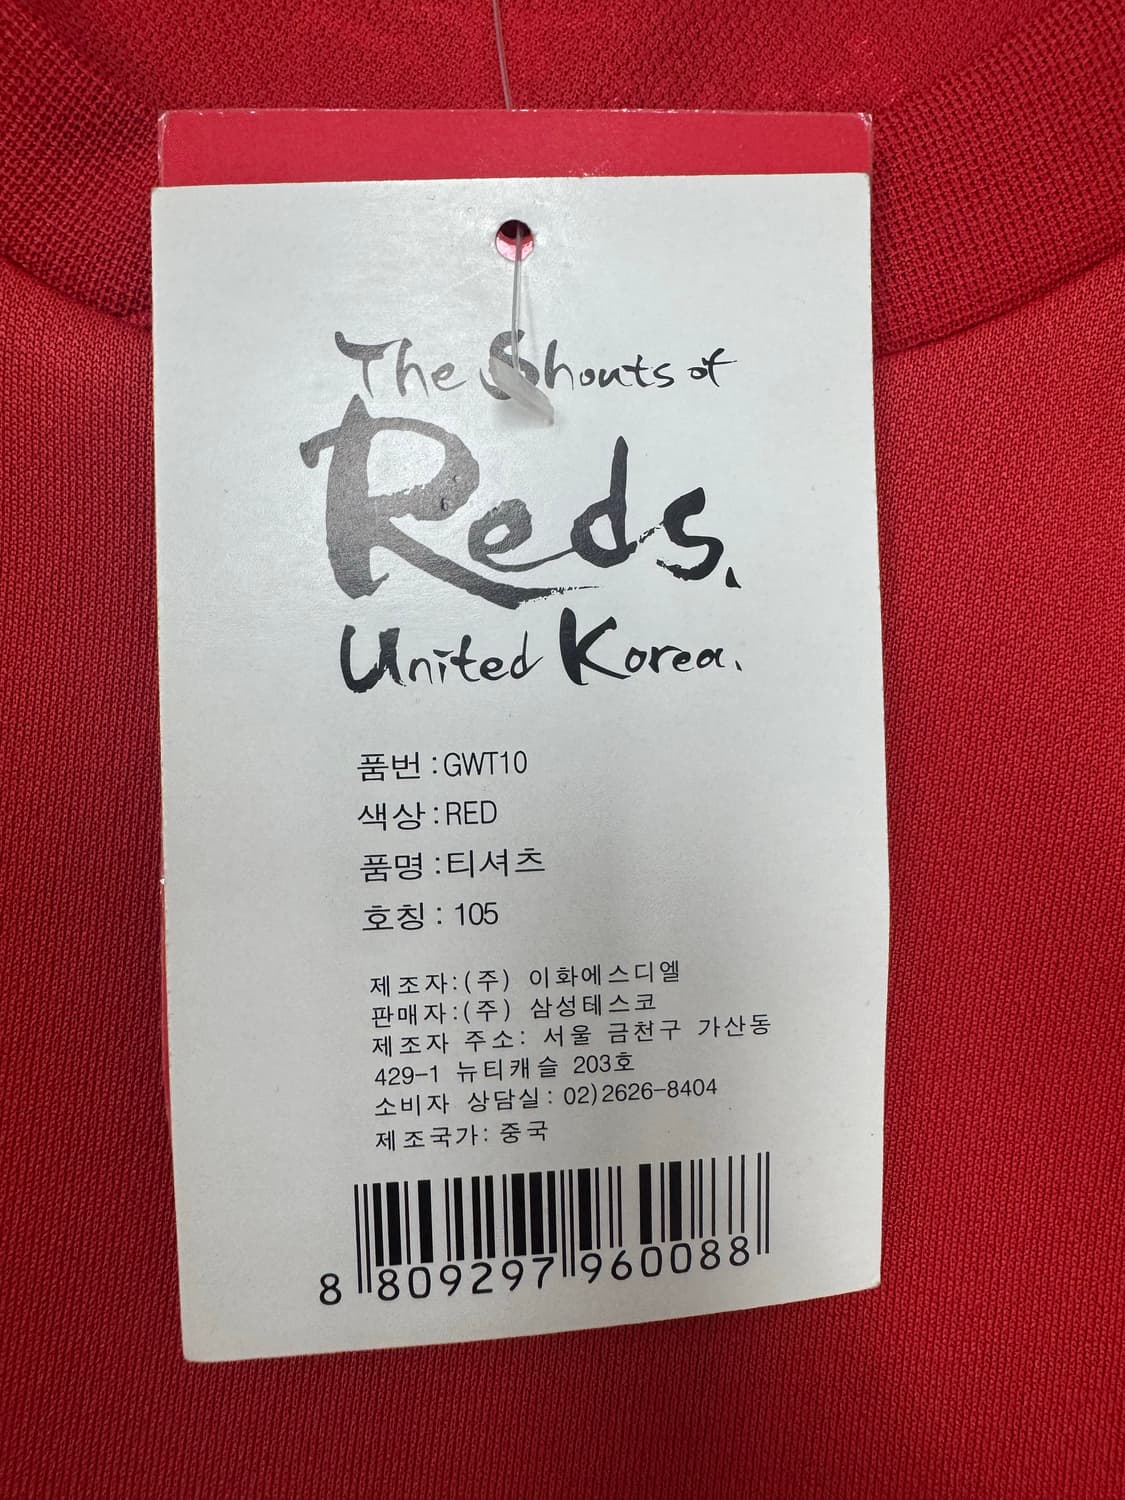 The Shouts of
Reds,
United Korea.
품번 : GWT10
색상 : RED
품명 : 티셔츠
호칭 : 105
제조자:(주) 이화에스디엘
판매자:(주) 삼성테스코
제조자 주소: 서울 금천구 가산동
429-1 뉴티캐슬 203호
소비자 상담실: 02)2626-8404
제조국가: 중국
8 809297 960088